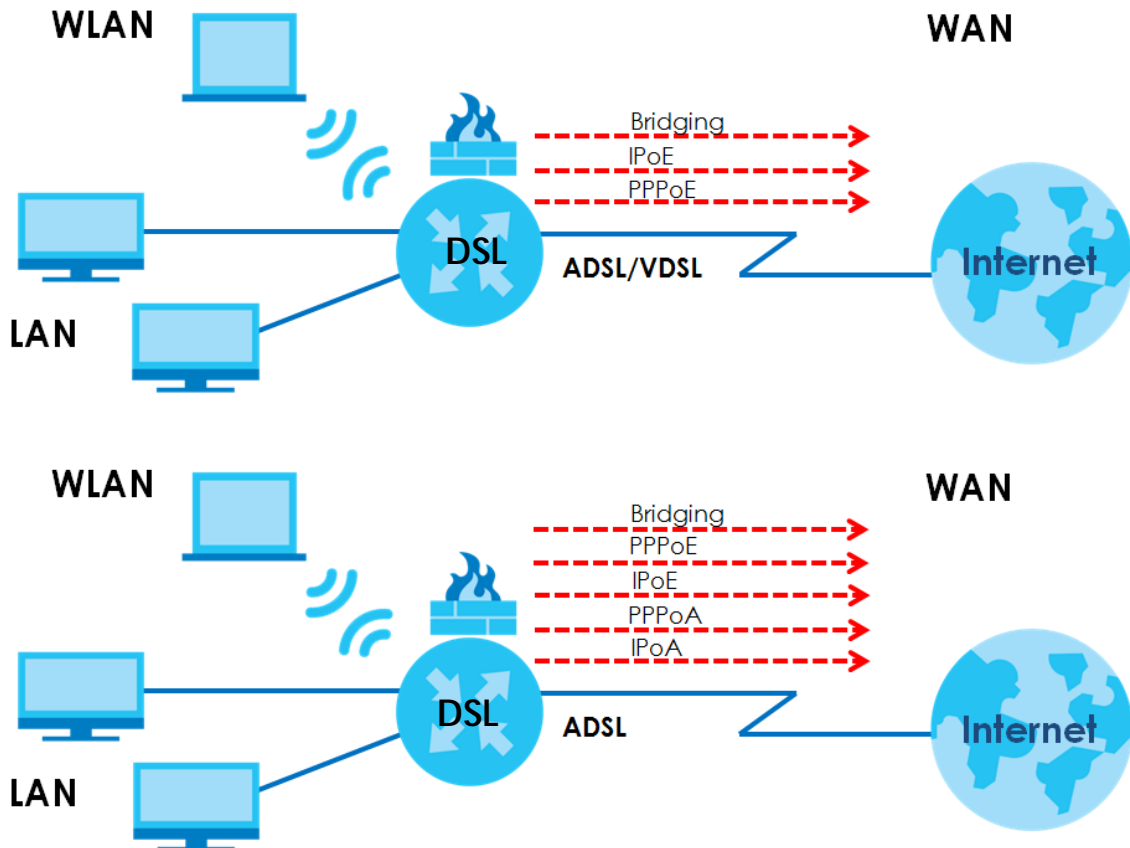 WLAN
WAN
Bridging
IPoE
PPPoE
DSL
ADSL/VDSL
Internet
LAN
WLAN
WAN
Bridging
PPPoE
IPoE
PPPoA
IPoA
DSL
ADSL
Internet
LAN